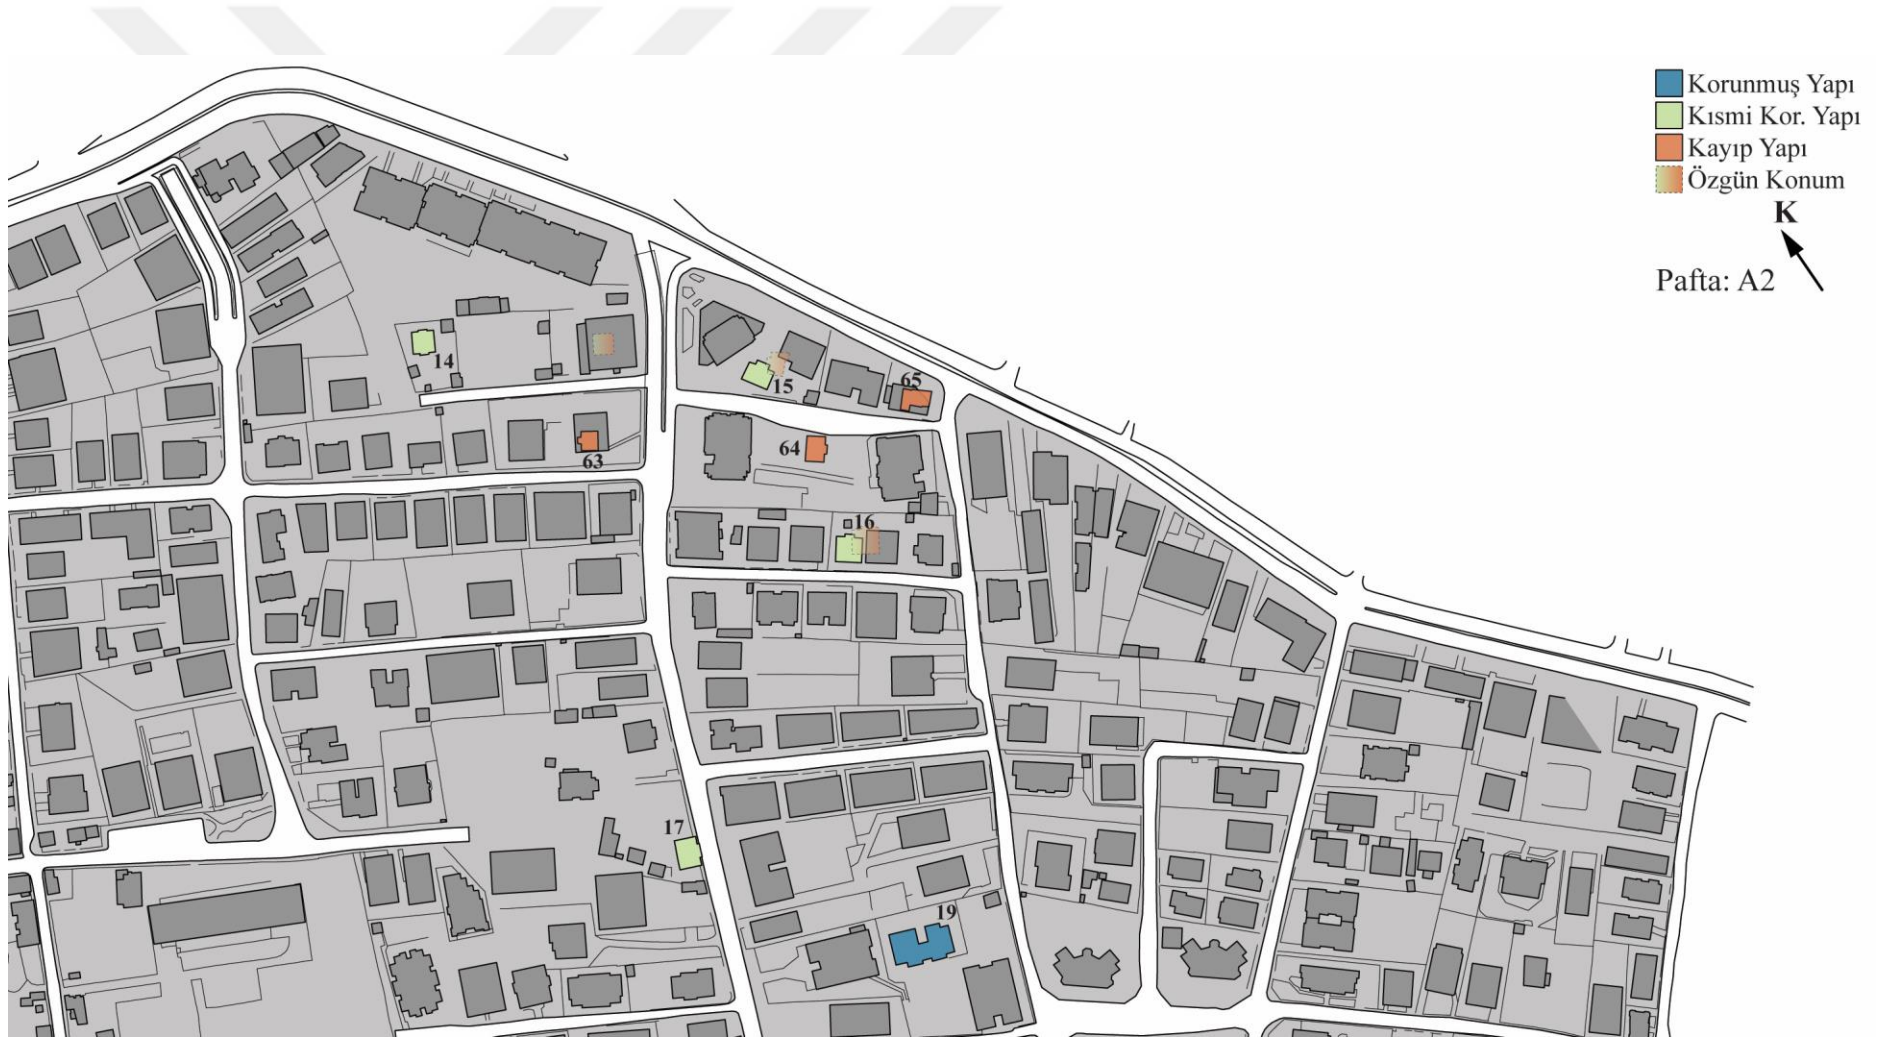 Korunmuş Yapı
Kısmi Kor. Yapı
Kayıp Yapı
Özgün Konum
K
Pafta: A2
14
15
65
63
64
16
17
19